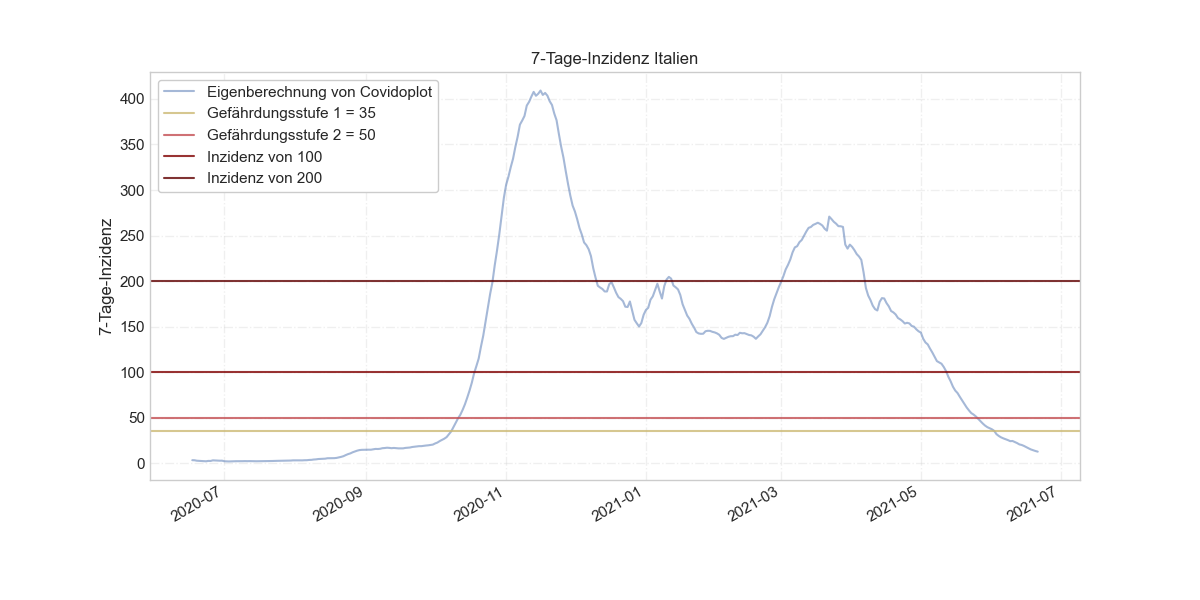 7-Tage-Inzidenz Italien
Eigenberechnung von Covidoplot
Gefährdungsstufe 1 = 35
Gefährdungsstufe 2 = 50
Inzidenz von 100
Inzidenz von 200
7-Tage-Inzidenz
400
350
300
250
200
150
100
50
0
2020-07
2020-09
2020-11
2021-01
2021-03
2021-05
2021-07